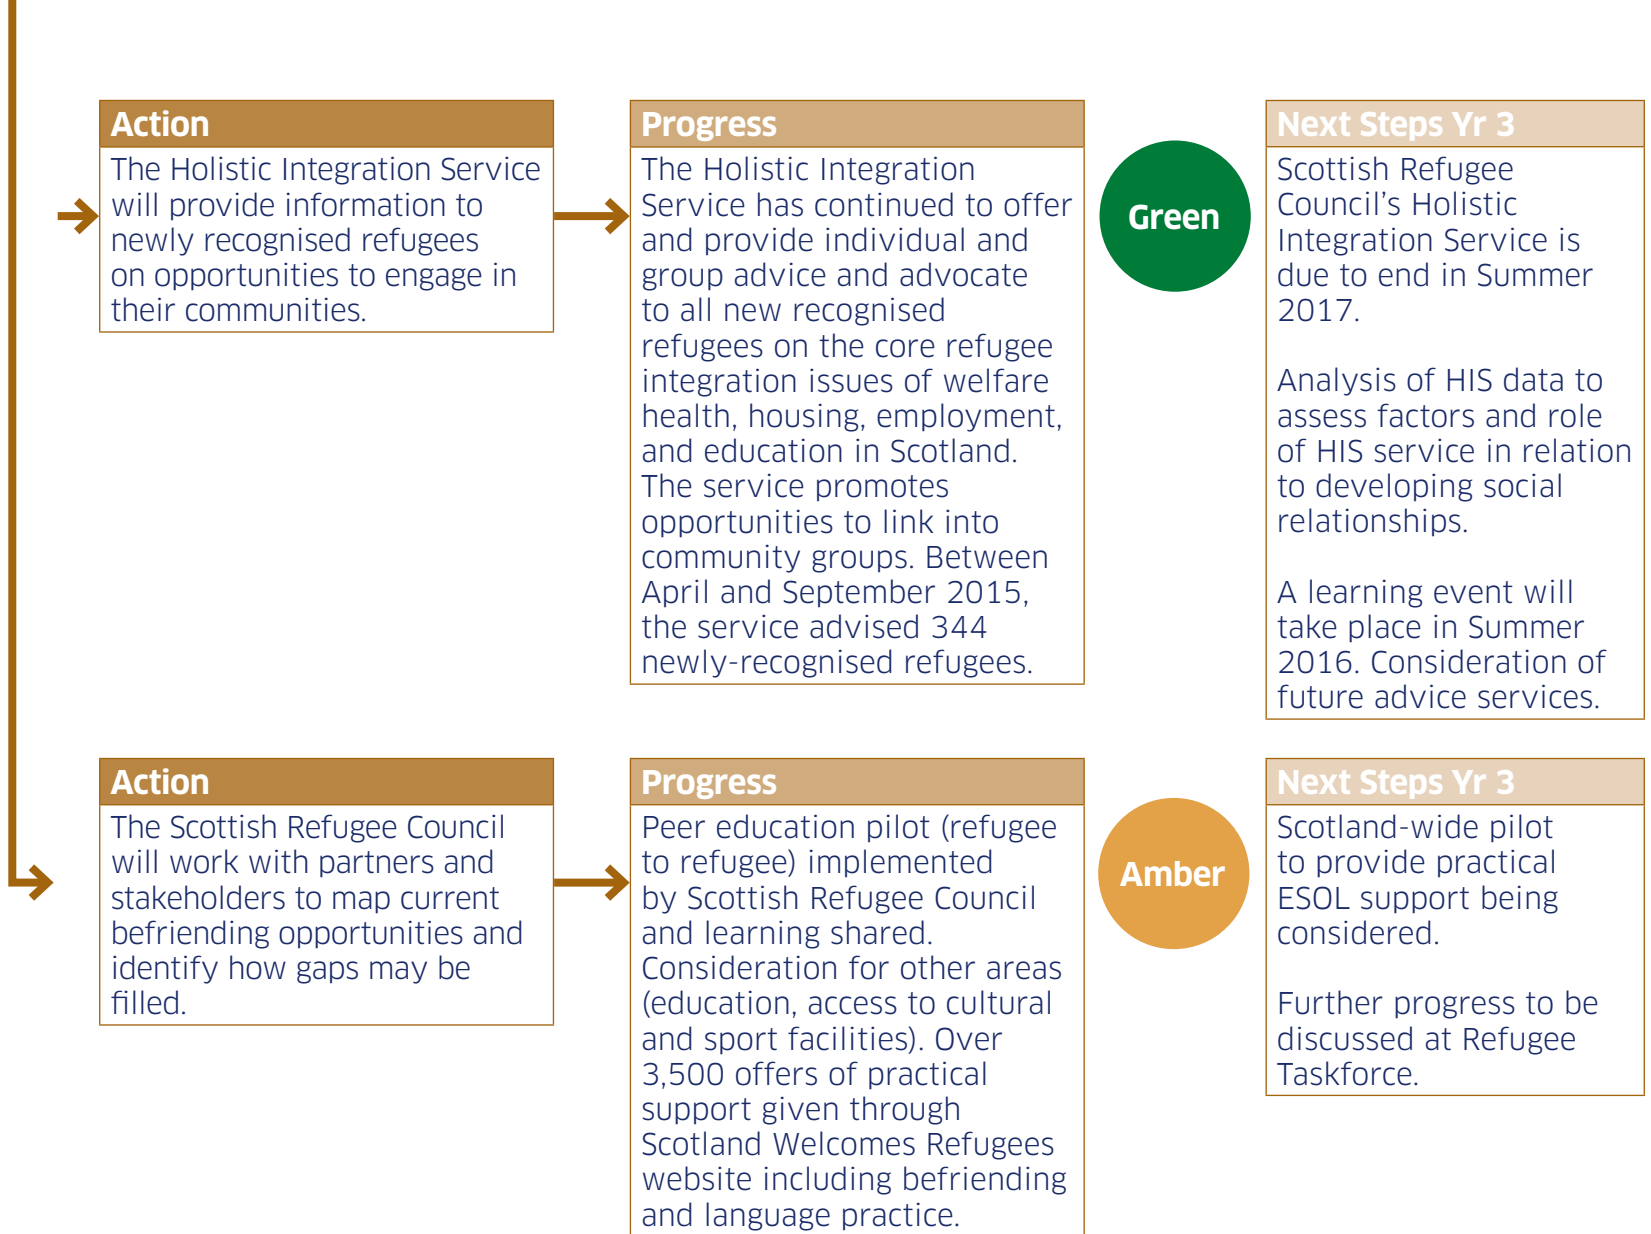 Action
The Holistic Integration Service
will provide information to
newly recognised refugees
on opportunities to engage in
their communities.
Progress
The Holistic Integration
Service has continued to offer
and provide individual and
group advice and advocate
to all new recognised
refugees on the core refugee
integration issues of welfare
health, housing, employment,
and education in Scotland.
The service promotes
opportunities to link into
community groups. Between
April and September 2015,
the service advised 344
newly-recognised refugees.
Green
Next Steps Yr 3
Scottish Refugee
Council’s Holistic
Integration Service is
due to end in Summer
2017.
Analysis of HIS data to
assess factors and role
of HIS service in relation
to developing social
relationships.
A learning event will
take place in Summer
2016. Consideration of
future advice services.
Action
The Scottish Refugee Council
will work with partners and
stakeholders to map current
befriending opportunities and
identify how gaps may be
filled.
Progress
Peer education pilot (refugee
to refugee) implemented
by Scottish Refugee Council
and learning shared.
Consideration for other areas
(education, access to cultural
and sport facilities). Over
3,500 offers of practical
support given through
Scotland Welcomes Refugees
website including befriending
and language practice.
Amber
Next Steps Yr 3
Scotland-wide pilot
to provide practical
ESOL support being
considered.
Further progress to be
discussed at Refugee
Taskforce.